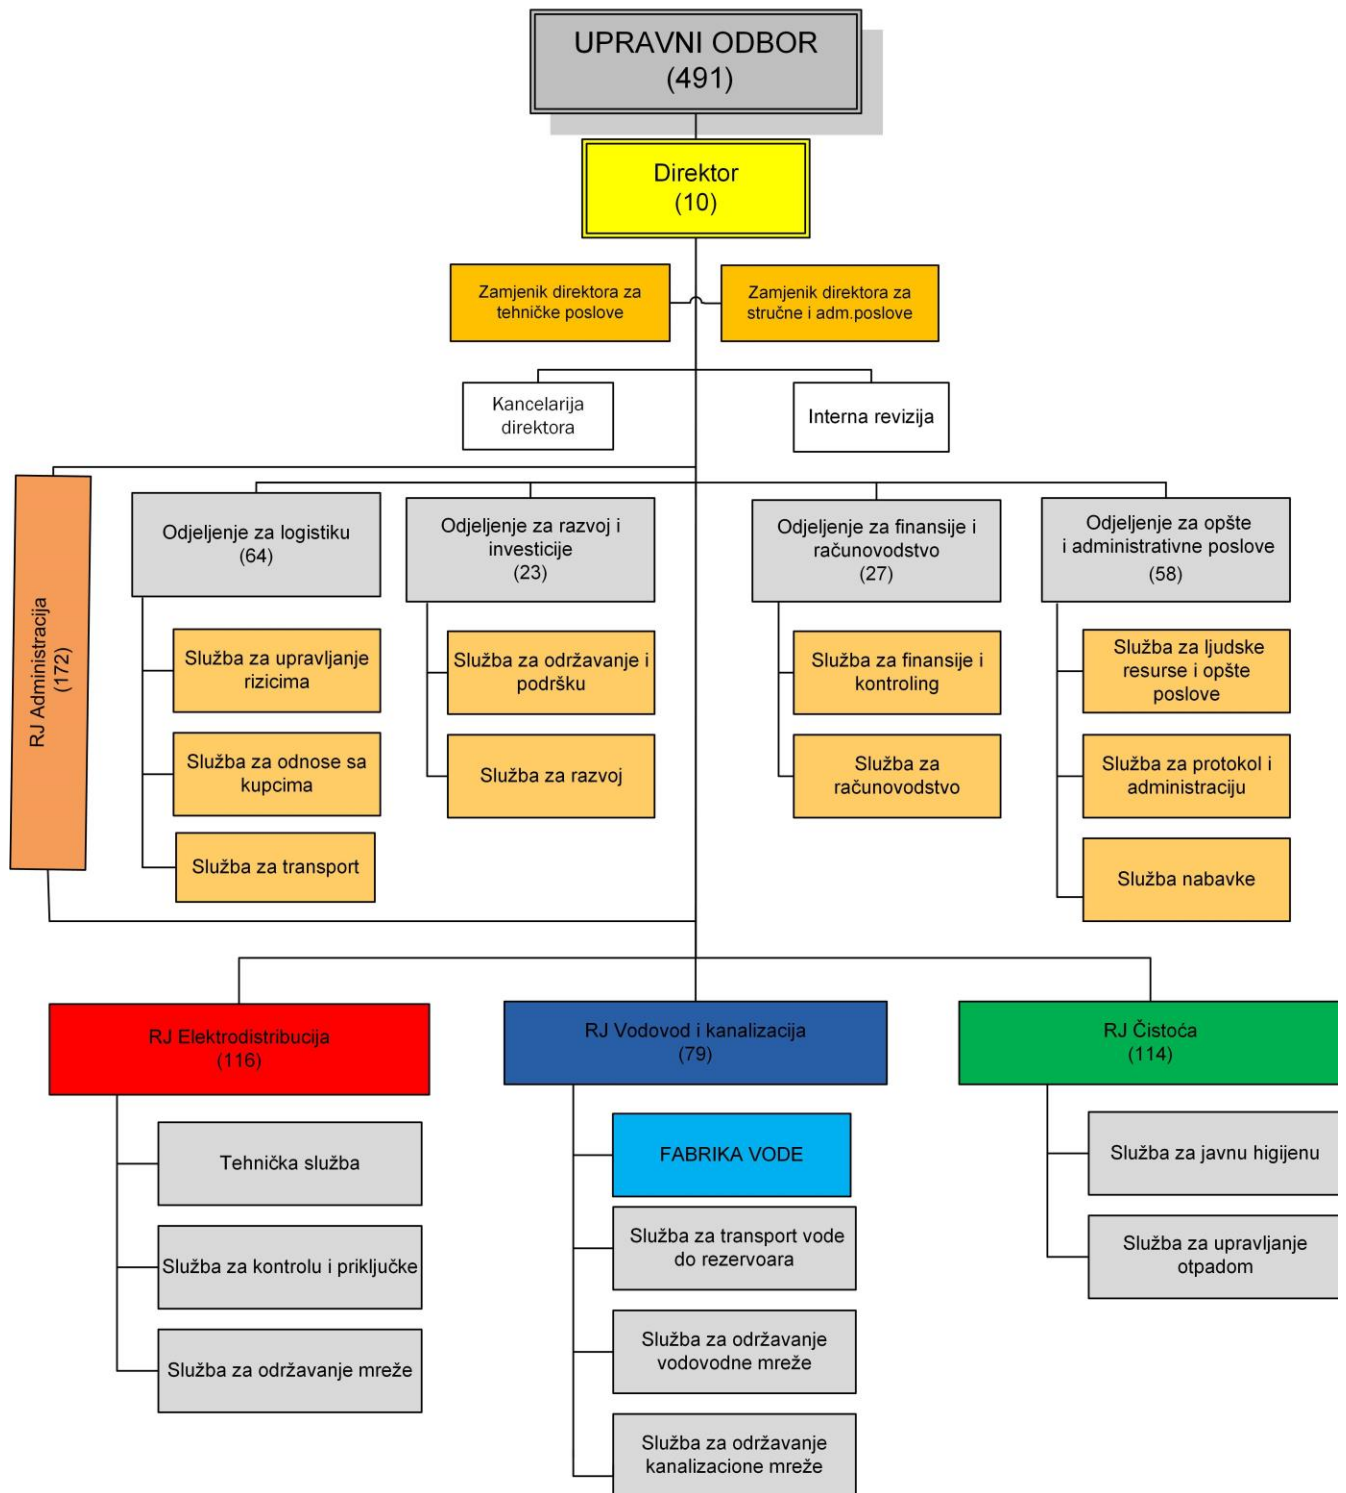 UPRAVNI ODBOR
(491)
Direktor
(10)
Zamjenik direktora za
tehničke poslove
Zamjenik direktora za
stručne i adm.poslove
Kancelarija
direktora
Interna revizija
RJ Administracija
(172)
Odjeljenje za logistiku
(64)
Odjeljenje za razvoj i
investicije
(23)
Odjeljenje za finansije i
računovodstvo
(27)
Odjeljenje za opšte
i administrativne poslove
(58)
Služba za upravljanje
rizicima
Služba za odnose sa
kupcima
Služba za transport
Služba za održavanje i
podršku
Služba za razvoj
Služba za finansije i
kontroling
Služba za
računovodstvo
Služba za ljudske
resurse i opšte
poslove
Služba za protokol i
administraciju
Služba nabavke
RJ Elektrodistribucija
(116)
Tehnička služba
Služba za kontrolu i priključke
Služba za održavanje mreže
RJ Vodovod i kanalizacija
(79)
FABRIKA VODE
Služba za transport vode
do rezervoara
Služba za održavanje
vodovodne mreže
Služba za održavanje
kanalizacione mreže
RJ Čistoća
(114)
Služba za javnu higijenu
Služba za upravljanje
otpadom